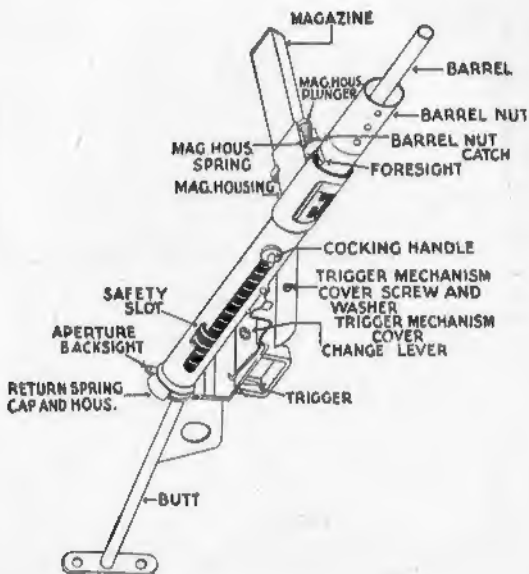 MAGAZINE
MAG.HOUS
PLUNGER
BARREL
BARREL NUT
BARREL NUT
CATCH
MAG HOUS
SPRING
FORESIGHT
MAG.HOUSING
COCKING HANDLE
TRIGGER MECHANISM
COVER SCREW AND
WASHER
SAFETY
SLOT
TRIGGER MECHANISM
COVER
APERTURE
BACKSIGHT
CHANGE LEVER
RETURN SPRING
CAP AND HOUS.
TRIGGER
BUTT